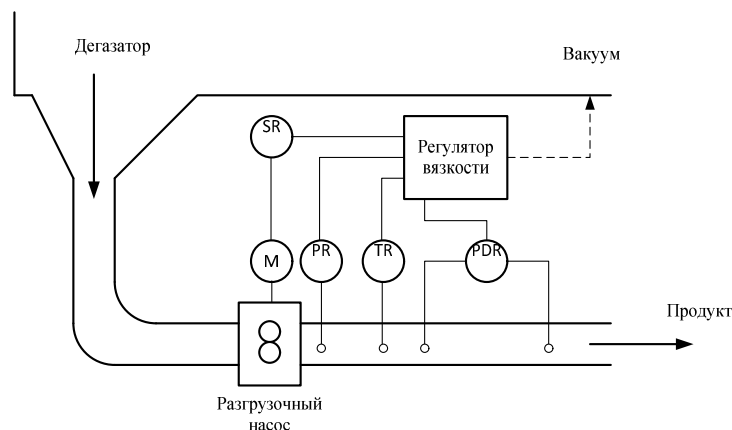 Дегазатор
Вакуум
SR
Регулятор
вязкости
M
PR
TR
PDR
Продукт
Разгрузочный
насос